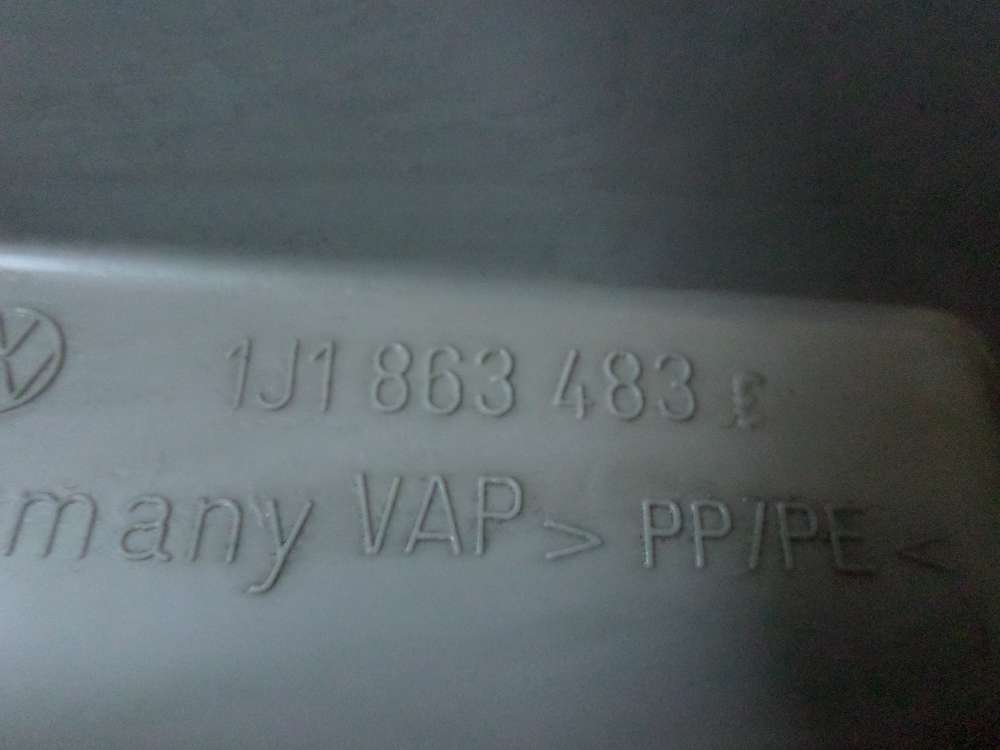 1J1 863 483
many VAP > PP/PE <